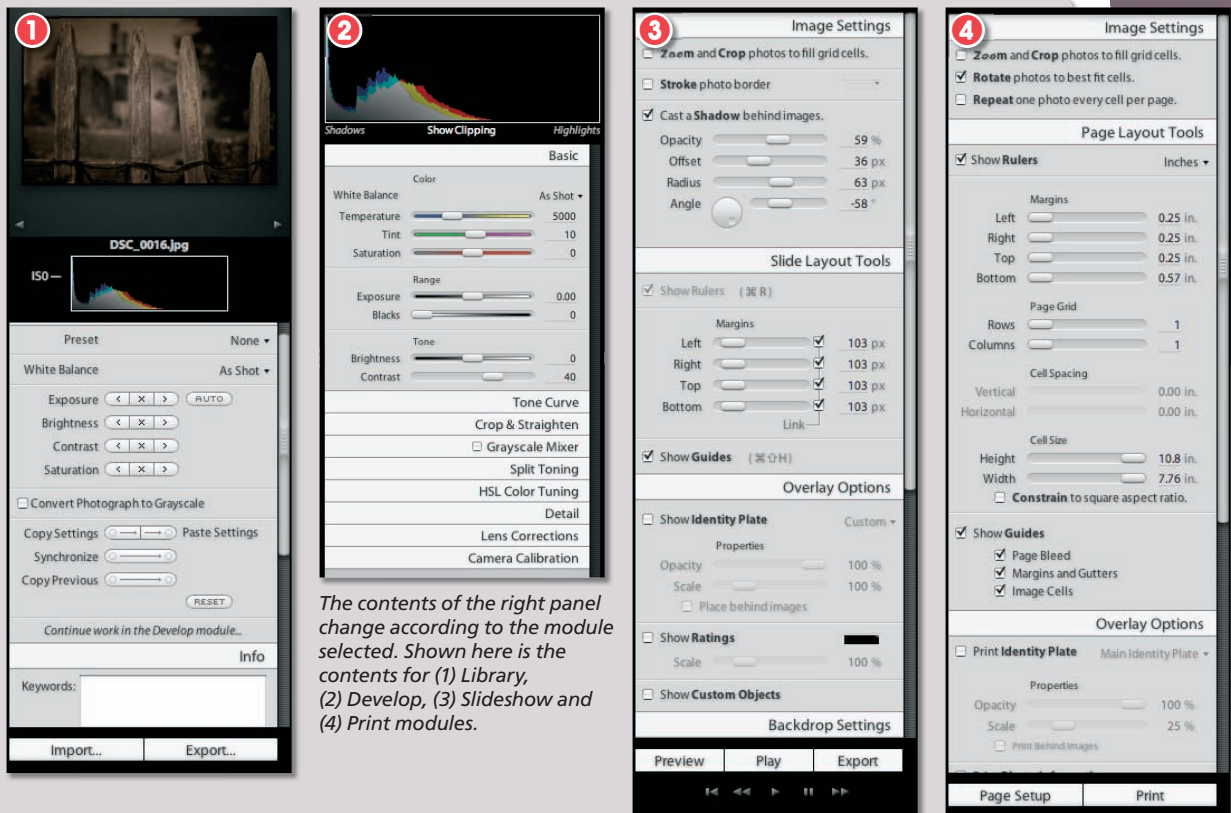 1
DSC_0016.jpg
ISO —
Preset None
White Balance As Shot
Exposure < × > AUTO
Brightness < × >
Contrast < × >
Saturation < × >
Convert Photograph to Grayscale
Copy Settings Paste Settings
Synchronize
Copy Previous
RESET
Continue work in the Develop module...
Info
Keywords:
Import... Export...
2
Shadows Show Clipping Highlights
Basic
Color
White Balance As Shot
Temperature 5000
Tint 10
Saturation 0
Range
Exposure 0.00
Blacks 0
Tone
Brightness 0
Contrast 40
Tone Curve
Crop & Straighten
Grayscale Mixer
Split Toning
HSL Color Tuning
Detail
Lens Corrections
Camera Calibration
The contents of the right panel
change according to the module
selected. Shown here is the
contents for (1) Library,
(2) Develop, (3) Slideshow and
(4) Print modules.
3
Image Settings
Zoom and Crop photos to fill grid cells.
Stroke photo border
Cast a Shadow behind images.
Opacity 59 %
Offset 36 px
Radius 63 px
Angle -58 °
Slide Layout Tools
Show Rulers (⌘ R)
Margins
Left 103 px
Right 103 px
Top 103 px
Bottom 103 px
Link
Show Guides (⌘⇧H)
Overlay Options
Show Identity Plate Custom
Properties
Opacity 100 %
Scale 100 %
Place behind images
Show Ratings
Scale 100 %
Show Custom Objects
Backdrop Settings
Preview Play Export
4
Image Settings
Zoom and Crop photos to fill grid cells.
Rotate photos to best fit cells.
Repeat one photo every cell per page.
Page Layout Tools
Show Rulers Inches
Margins
Left 0.25 in.
Right 0.25 in.
Top 0.25 in.
Bottom 0.57 in.
Page Grid
Rows 1
Columns 1
Cell Spacing
Vertical 0.00 in.
Horizontal 0.00 in.
Cell Size
Height 10.8 in.
Width 7.76 in.
Constrain to square aspect ratio.
Show Guides
Page Bleed
Margins and Gutters
Image Cells
Overlay Options
Print Identity Plate Main Identity Plate
Properties
Opacity 100 %
Scale 25 %
Print Behind Images
Page Setup Print